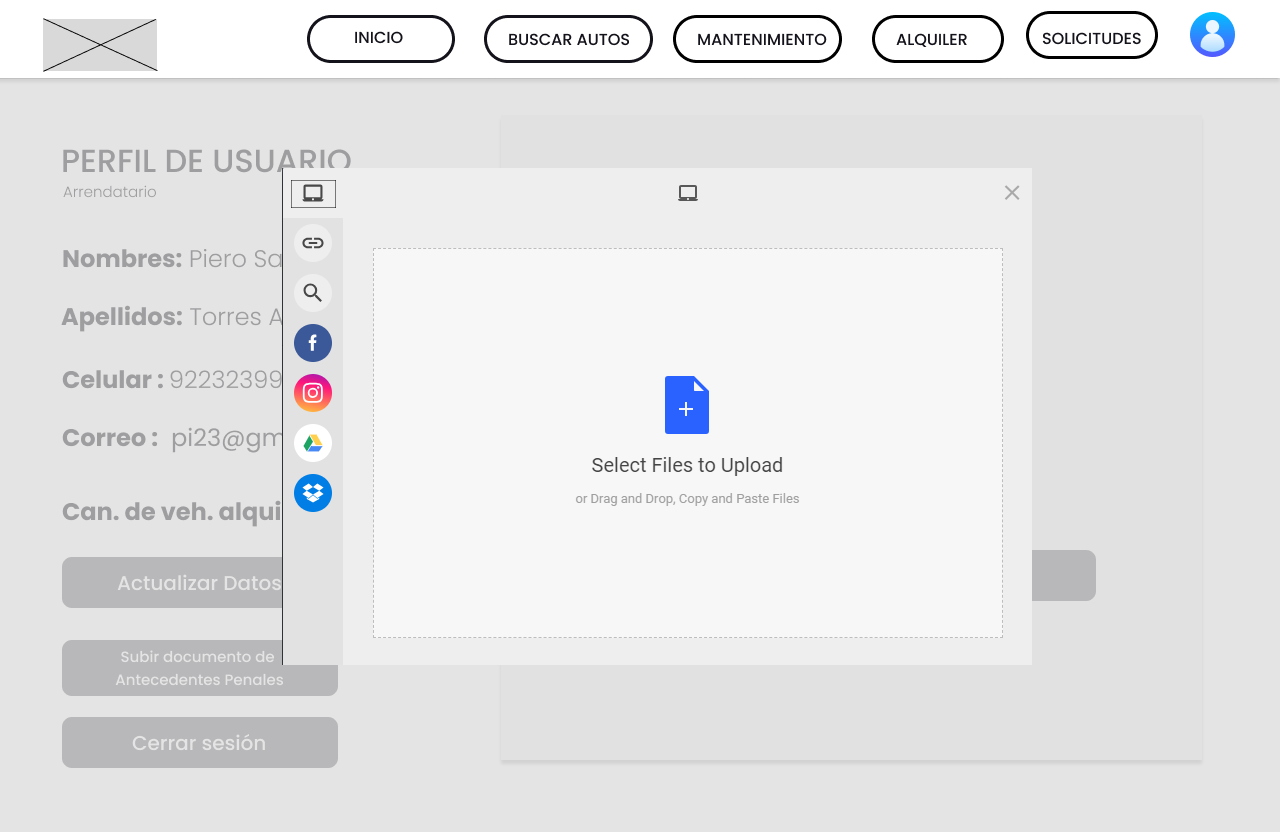 INICIO
BUSCAR AUTOS
MANTENIMIENTO
ALQUILER
SOLICITUDES
PERFIL DE USUARIO
Arrendatario
Nombres: Piero Sa
Apellidos: Torres A
Celular : 92232399
Correo : pi23@gm
Can. de veh. alqui
Actualizar Datos
Subir documento de
Antecedentes Penales
Cerrar sesión
Select Files to Upload
or Drag and Drop, Copy and Paste Files